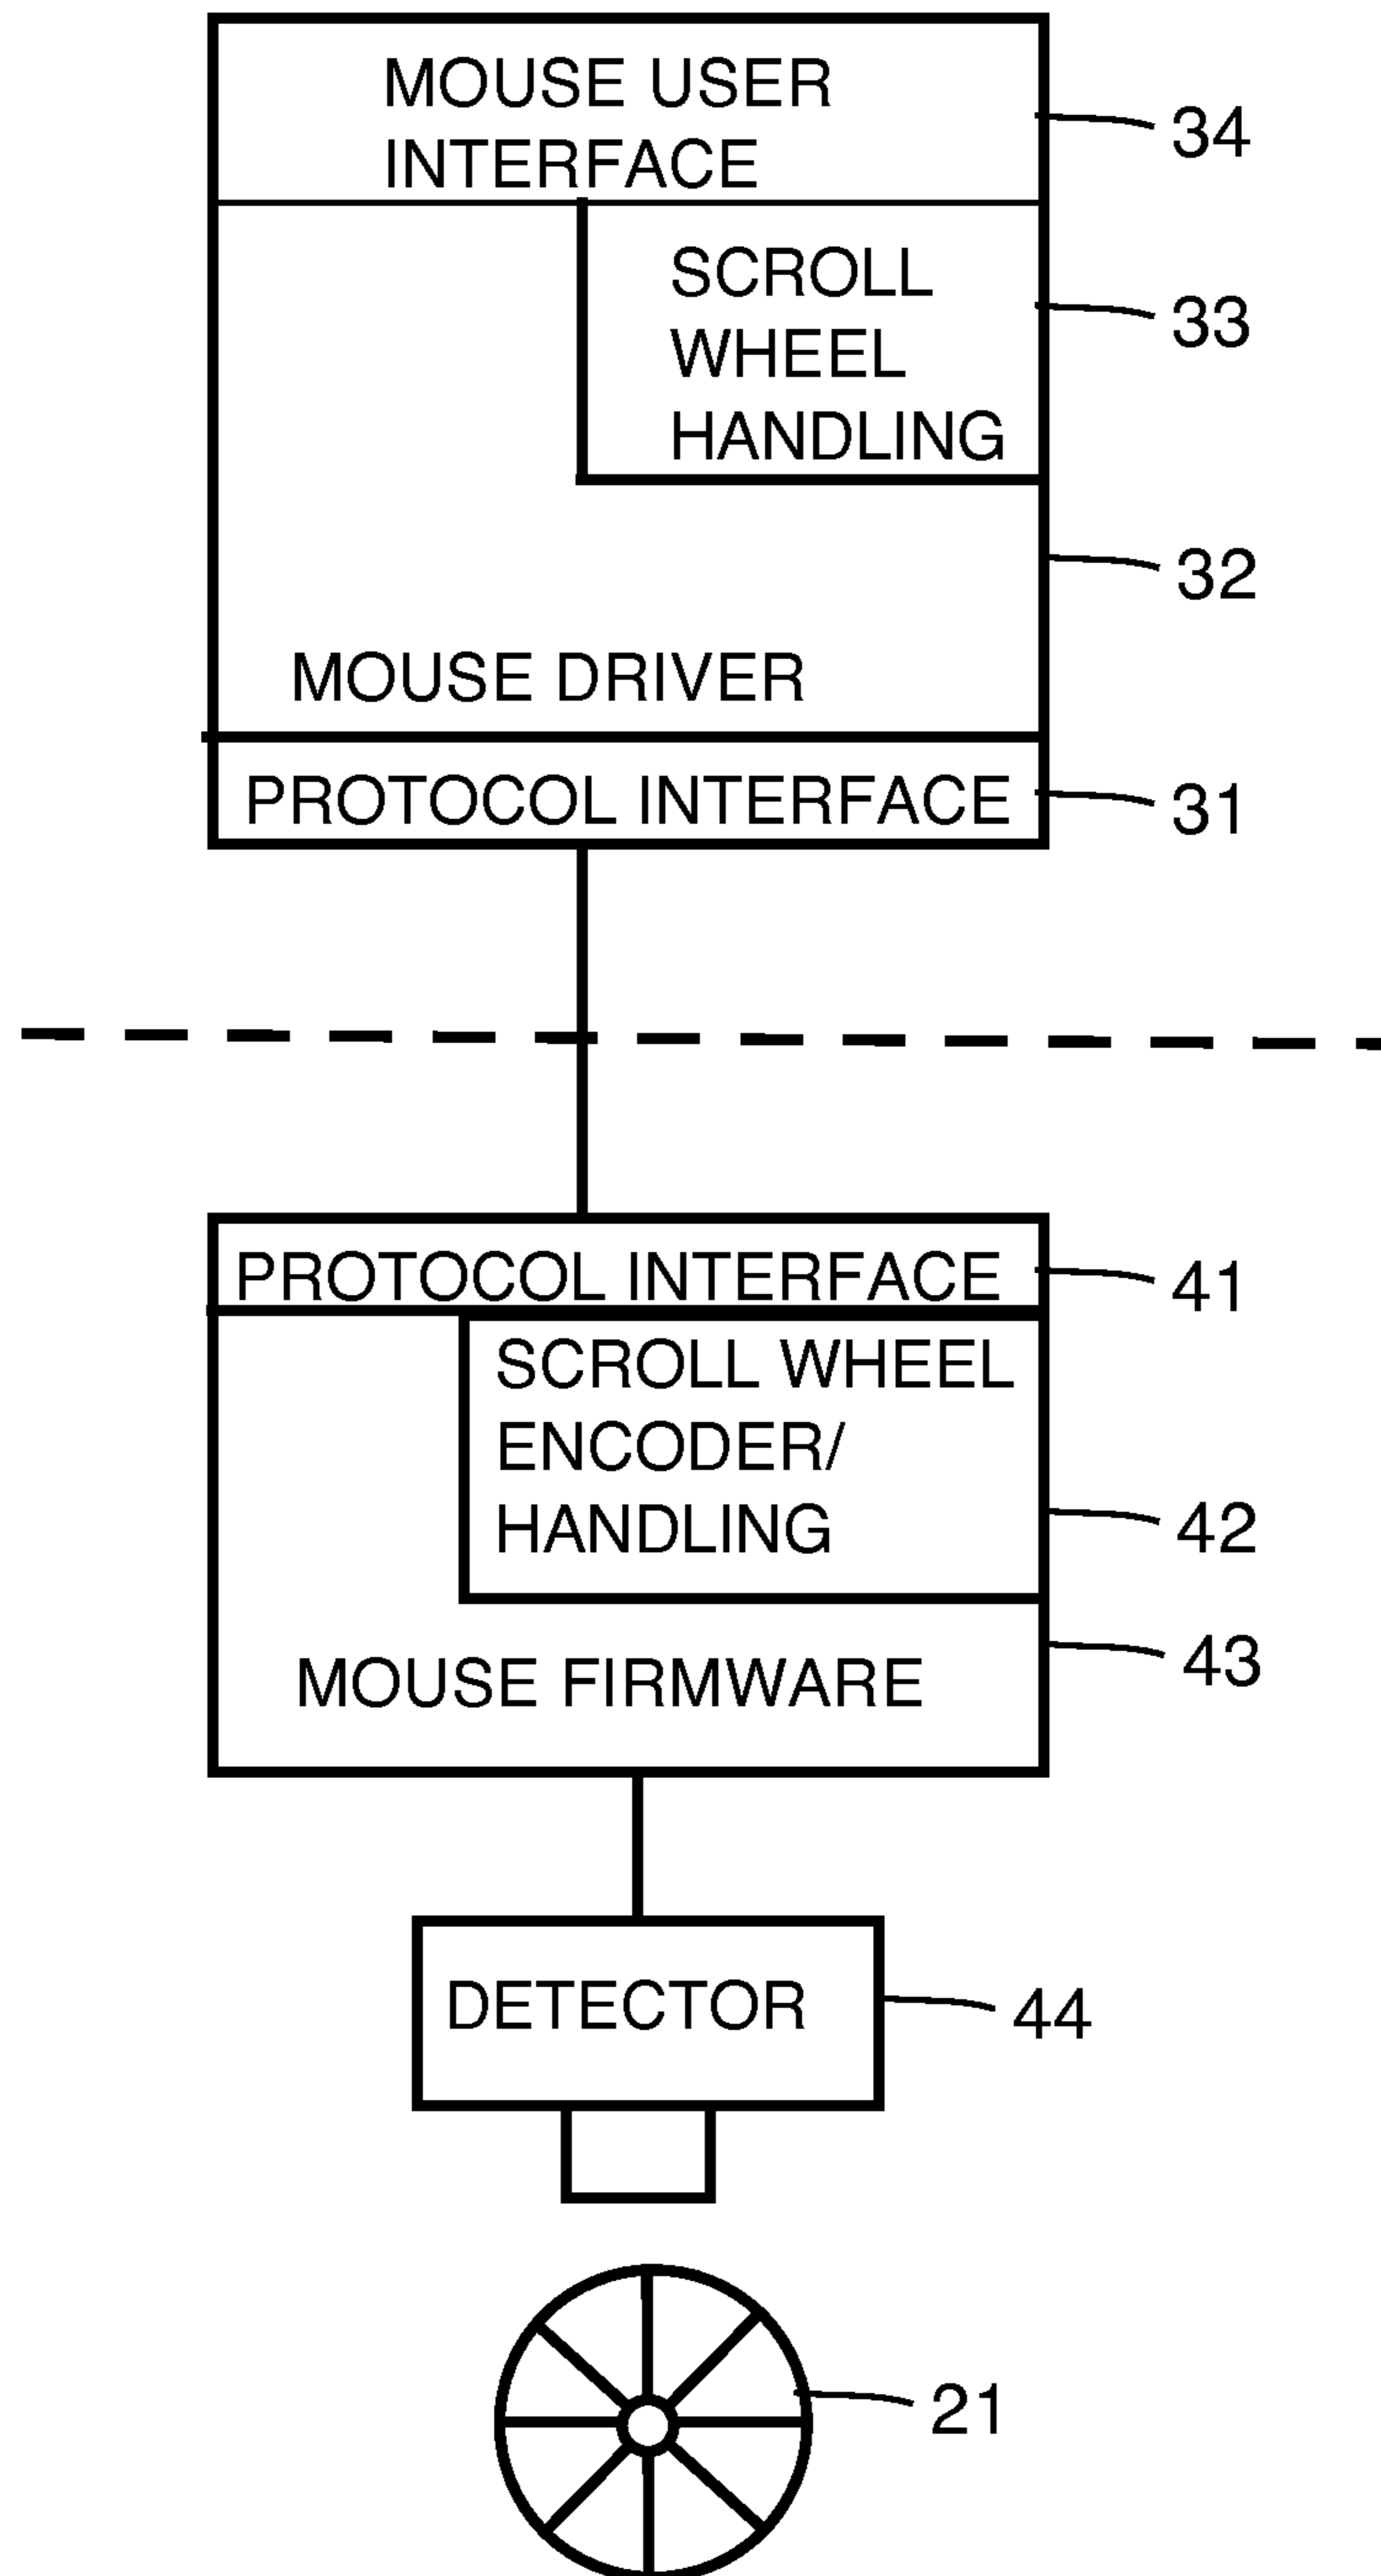 MOUSE USER
INTERFACE
34
SCROLL
WHEEL
HANDLING
33
32
MOUSE DRIVER
PROTOCOL INTERFACE
31
PROTOCOL INTERFACE
41
SCROLL WHEEL
ENCODER/
HANDLING
42
MOUSE FIRMWARE
43
DETECTOR
44
21